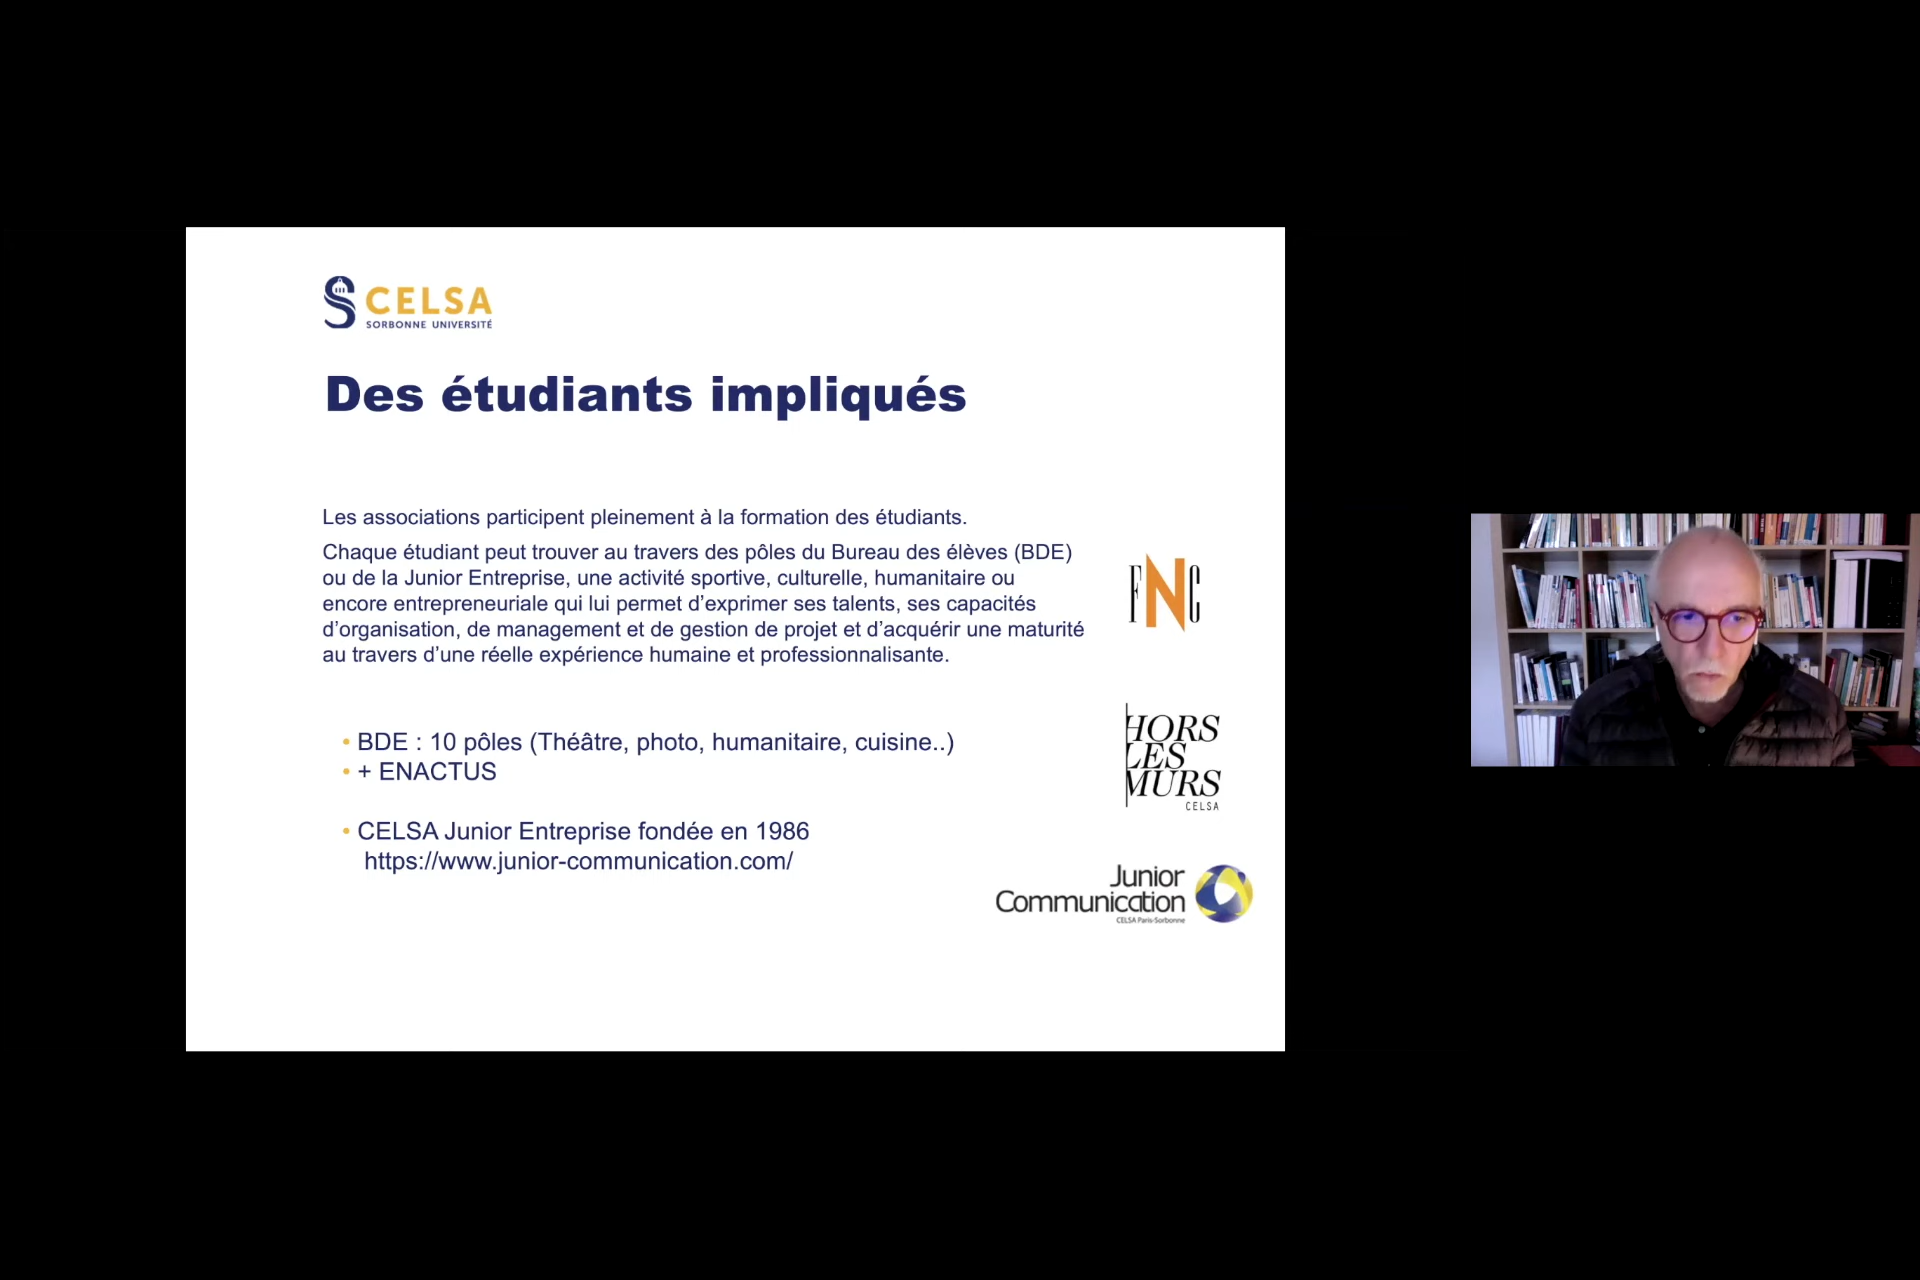 CELSA
SORBONNE UNIVERSITÉ
Des étudiants impliqués
Les associations participent pleinement à la formation des étudiants.
Chaque étudiant peut trouver au travers des pôles du Bureau des élèves (BDE)
ou de la Junior Entreprise, une activité sportive, culturelle, humanitaire ou
encore entrepreneuriale qui lui permet d’exprimer ses talents, ses capacités
d’organisation, de management et de gestion de projet et d’acquérir une maturité
au travers d’une réelle expérience humaine et professionnalisante.
• BDE : 10 pôles (Théâtre, photo, humanitaire, cuisine..)
• + ENACTUS
• CELSA Junior Entreprise fondée en 1986
https://www.junior-communication.com/
FNC
HORS
LES
MURS
CELSA
Junior
Communication
CELSA Paris-Sorbonne